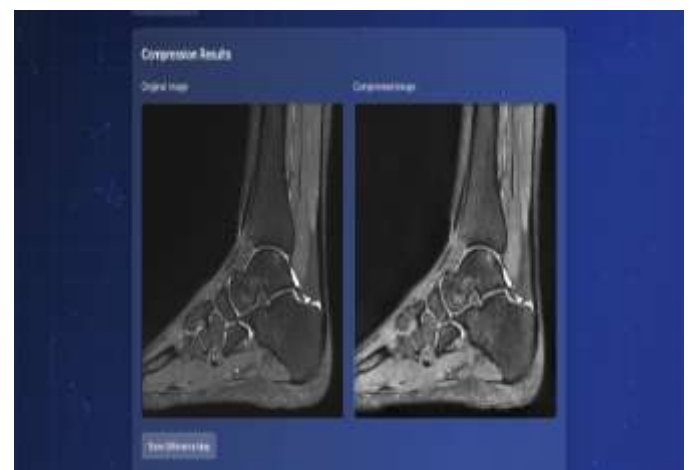 Compression Results
Original Image
Compressed Image
Show Difference Map